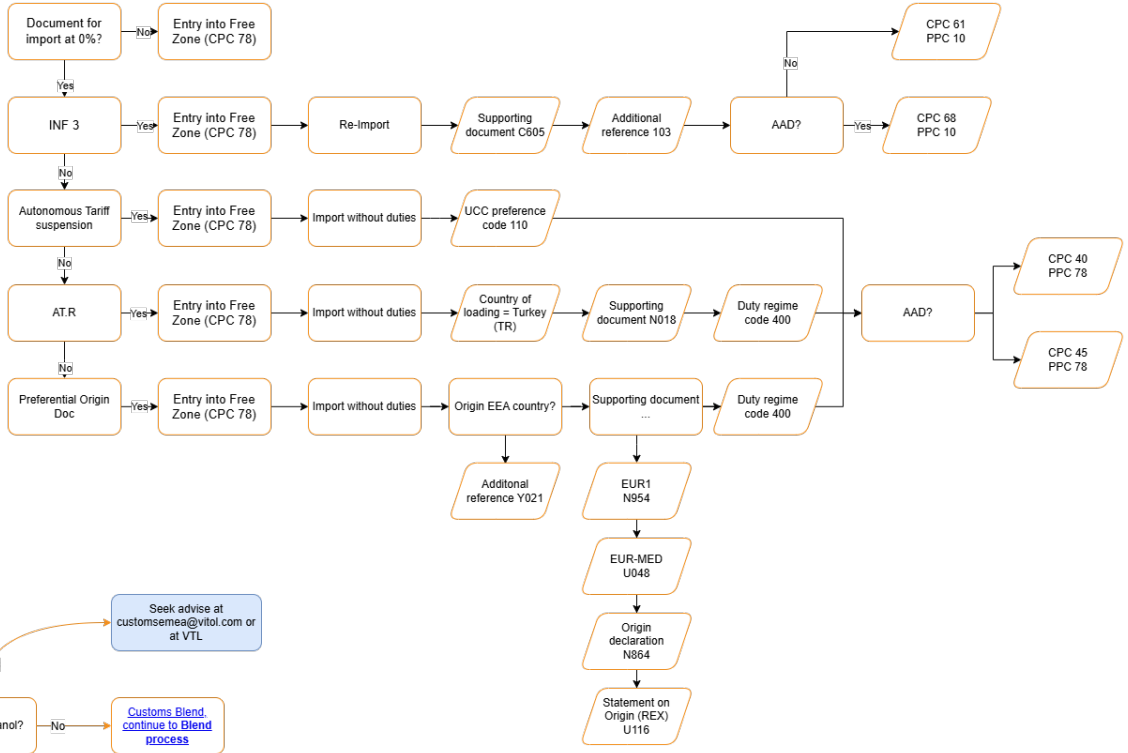 Document for
import at 0%?
No
Entry into Free
Zone (CPC 78)
CPC 61
PPC 10
Yes
No
INF 3
Yes
Entry into Free
Zone (CPC 78)
Re-Import
Supporting
document C605
Additional
reference 103
AAD?
Yes
CPC 68
PPC 10
No
Autonomous Tariff
suspension
Yes
Entry into Free
Zone (CPC 78)
Import without duties
UCC preference
code 110
No
CPC 40
PPC 78
AT.R
Yes
Entry into Free
Zone (CPC 78)
Import without duties
Country of
loading = Turkey
(TR)
Supporting
document N018
Duty regime
code 400
AAD?
No
CPC 45
PPC 78
Preferential Origin
Doc
Yes
Entry into Free
Zone (CPC 78)
Import without duties
Origin EEA country?
Supporting document
...
Duty regime
code 400
Additonal
reference Y021
EUR1
N954
EUR-MED
U048
Origin
declaration
N864
Statement on
Origin (REX)
U116
Seek advise at
customsemea@vitol.com or
at VTL
No
Customs Blend,
continue to Blend
process